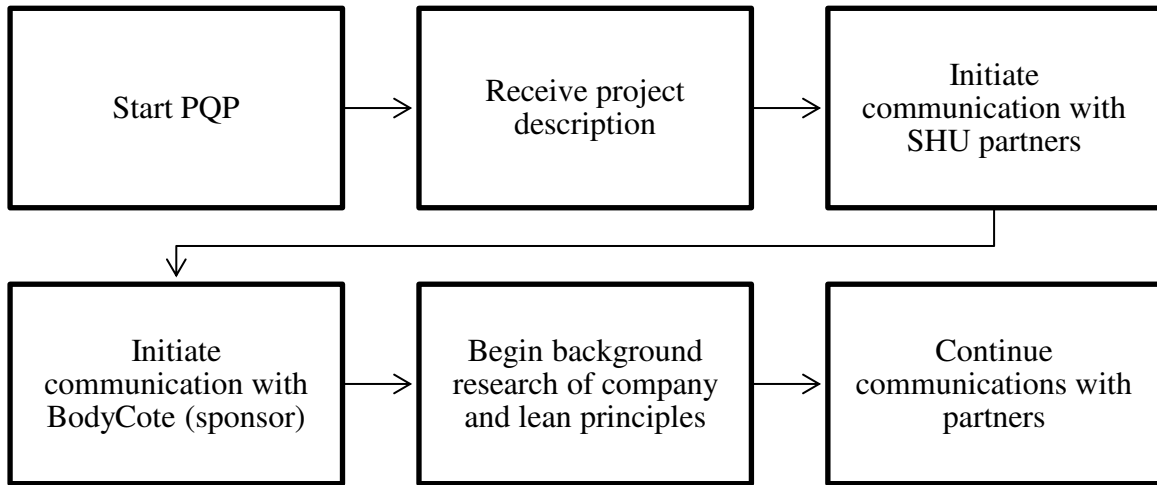 Start PQP
Receive project
description
Initiate
communication with
SHU partners
Initiate
communication with
BodyCote (sponsor)
Begin background
research of company
and lean principles
Continue
communications with
partners